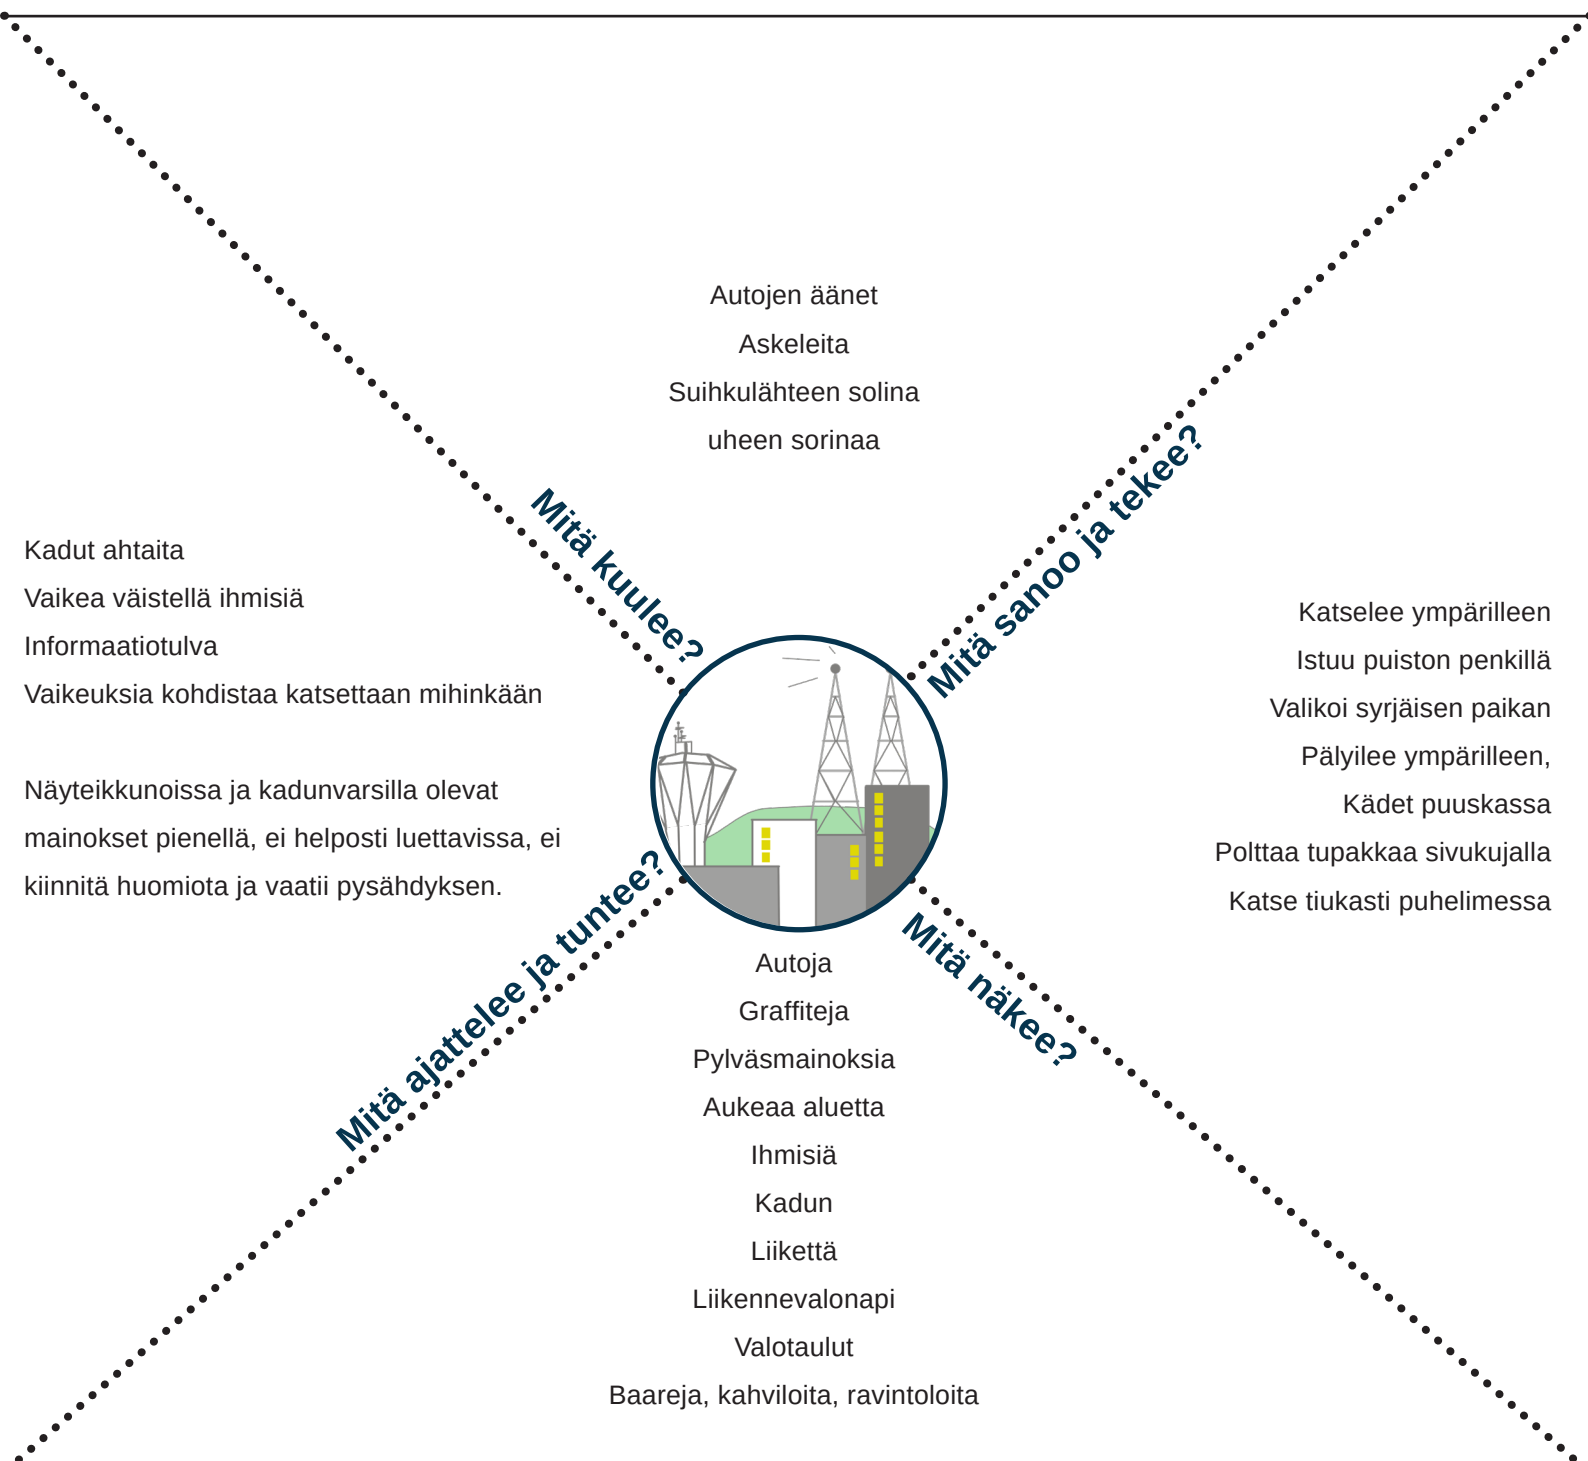 Autojen äänet
Askeleita
Suihkulähteen solina
uheen sorinaa
Mitä kuulee?
Mitä sanoo ja tekee?
Kadut ahtaita
Vaikea väistellä ihmisiä
Informaatiotulva
Vaikeuksia kohdistaa katsettaan mihinkään
Näyteikkunoissa ja kadunvarsilla olevat
mainokset pienellä, ei helposti luettavissa, ei
kiinnitä huomiota ja vaatii pysähdyksen.
Katselee ympärilleen
Istuu puiston penkillä
Valikoi syrjäisen paikan
Pälyilee ympärilleen,
Kädet puuskassa
Polttaa tupakkaa sivukujalla
Katse tiukasti puhelimessa
Mitä ajattelee ja tuntee?
Mitä näkee?
Autoja
Graffiteja
Pylväsmainoksia
Aukeaa aluetta
Ihmisiä
Kadun
Liikettä
Liikennevalonapi
Valotaulut
Baareja, kahviloita, ravintoloita